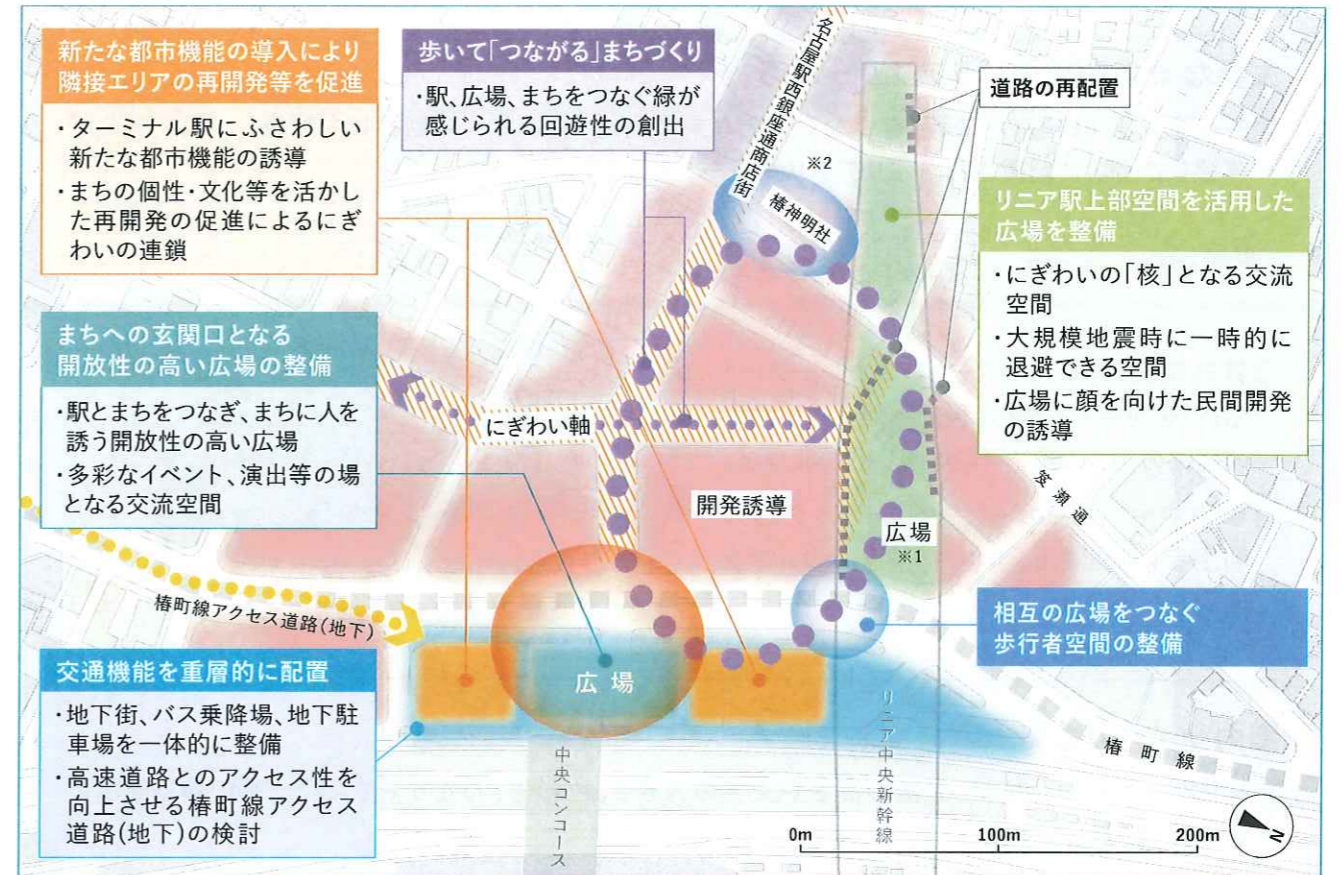 新たな都市機能の導入により
隣接エリアの再開発等を促進
・ターミナル駅にふさわしい
新たな都市機能の誘導
・まちの個性・文化等を活かし
た再開発の促進によるにぎ
わいの連鎖
歩いて「つながる」まちづくり
・駅、広場、まちをつなぐ緑が
感じられる回遊性の創出
名古屋駅西銀座通商店街
道路の再配置
※2
椿神明社
リニア駅上部空間を活用した
広場を整備
・にぎわいの「核」となる交流
空間
・大規模地震時に一時的に
退避できる空間
・広場に顔を向けた民間開発
の誘導
まちへの玄関口となる
開放性の高い広場の整備
・駅とまちをつなぎ、まちに人を
誘う開放性の高い広場
・多彩なイベント、演出等の場
となる交流空間
にぎわい軸
開発誘導
広場
※1
笈瀬通
椿町線アクセス道路(地下)
相互の広場をつなぐ
歩行者空間の整備
交通機能を重層的に配置
・地下街、バス乗降場、地下駐
車場を一体的に整備
・高速道路とのアクセス性を
向上させる椿町線アクセス
道路(地下)の検討
広場
中央コンコース
リニア中央新幹線
椿町線
0m 100m 200m
N